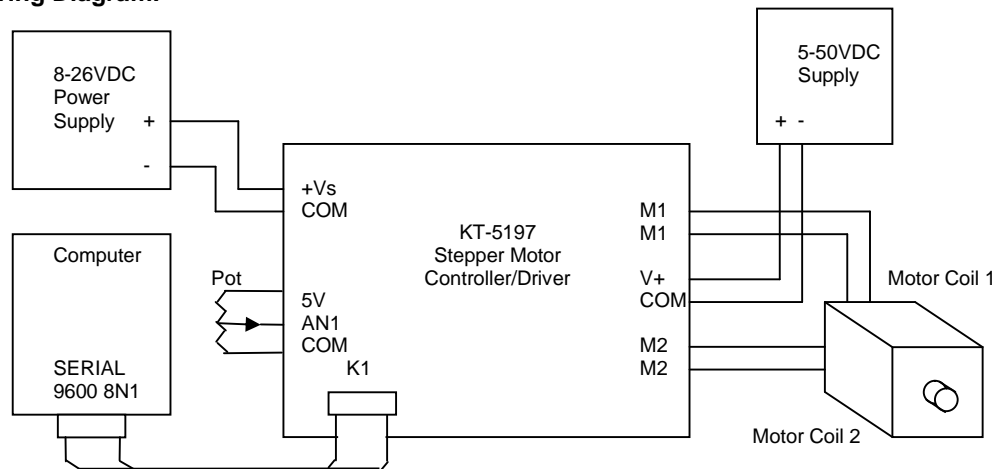 Diagram:
8-26VDC
Power
Supply
+
-
5-50VDC
Supply
+ -
+Vs
COM
KT-5197
Stepper Motor
Controller/Driver
M1
M1
V+
COM
M2
M2
Motor Coil 1
Motor Coil 2
Computer
SERIAL
9600 8N1
Pot
5V
AN1
COM
K1